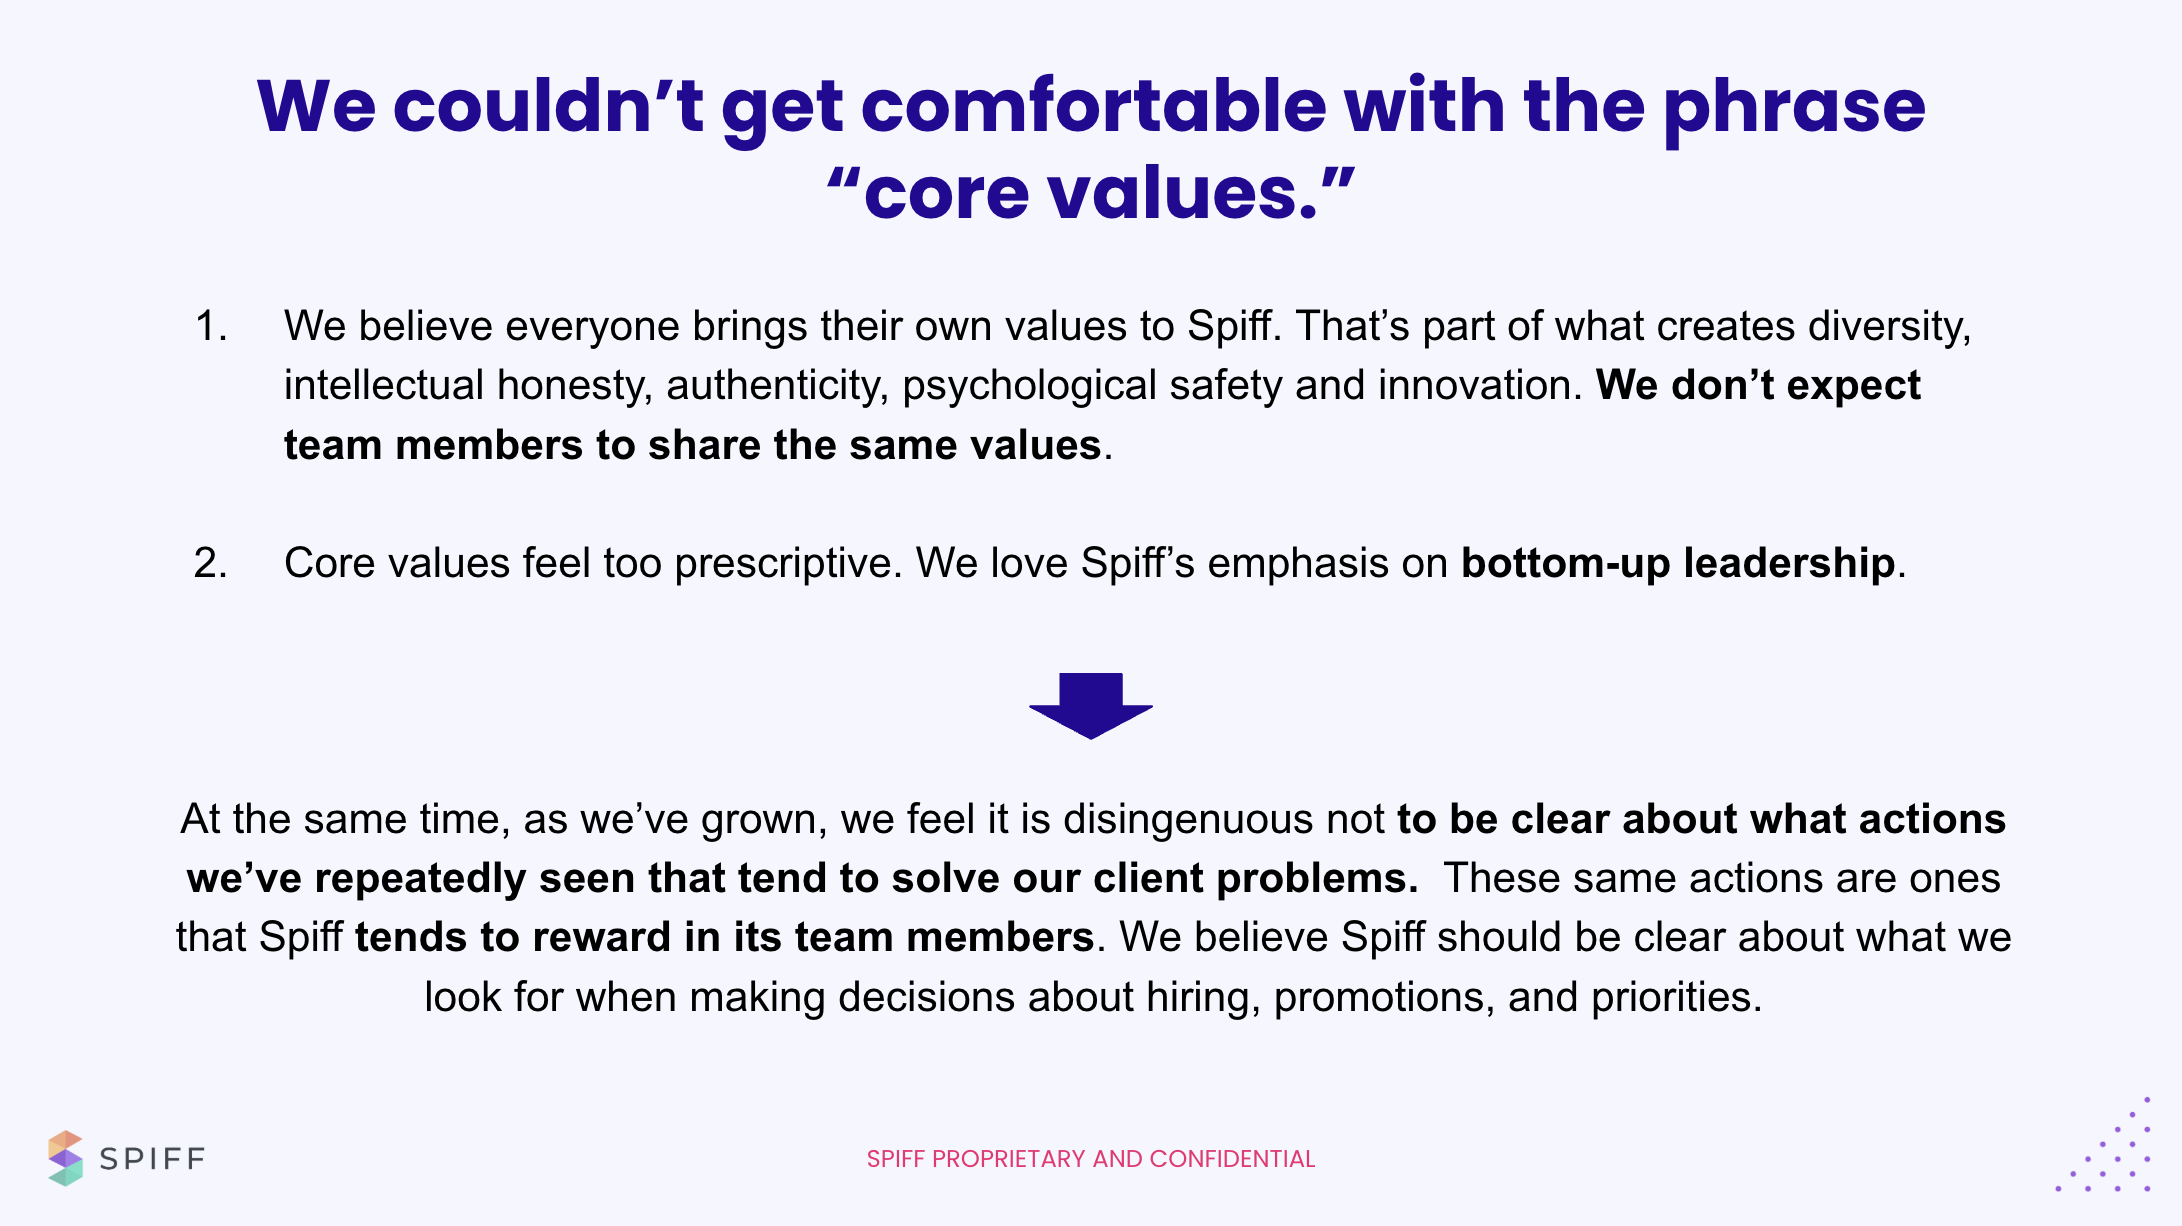 We couldn’t get comfortable with the phrase
“core values.”
1. We believe everyone brings their own values to Spiff. That’s part of what creates diversity,
intellectual honesty, authenticity, psychological safety and innovation. We don’t expect
team members to share the same values.
2. Core values feel too prescriptive. We love Spiff’s emphasis on bottom-up leadership.
At the same time, as we’ve grown, we feel it is disingenuous not to be clear about what actions
we’ve repeatedly seen that tend to solve our client problems.  These same actions are ones
that Spiff tends to reward in its team members. We believe Spiff should be clear about what we
look for when making decisions about hiring, promotions, and priorities.
SPIFF
SPIFF PROPRIETARY AND CONFIDENTIAL